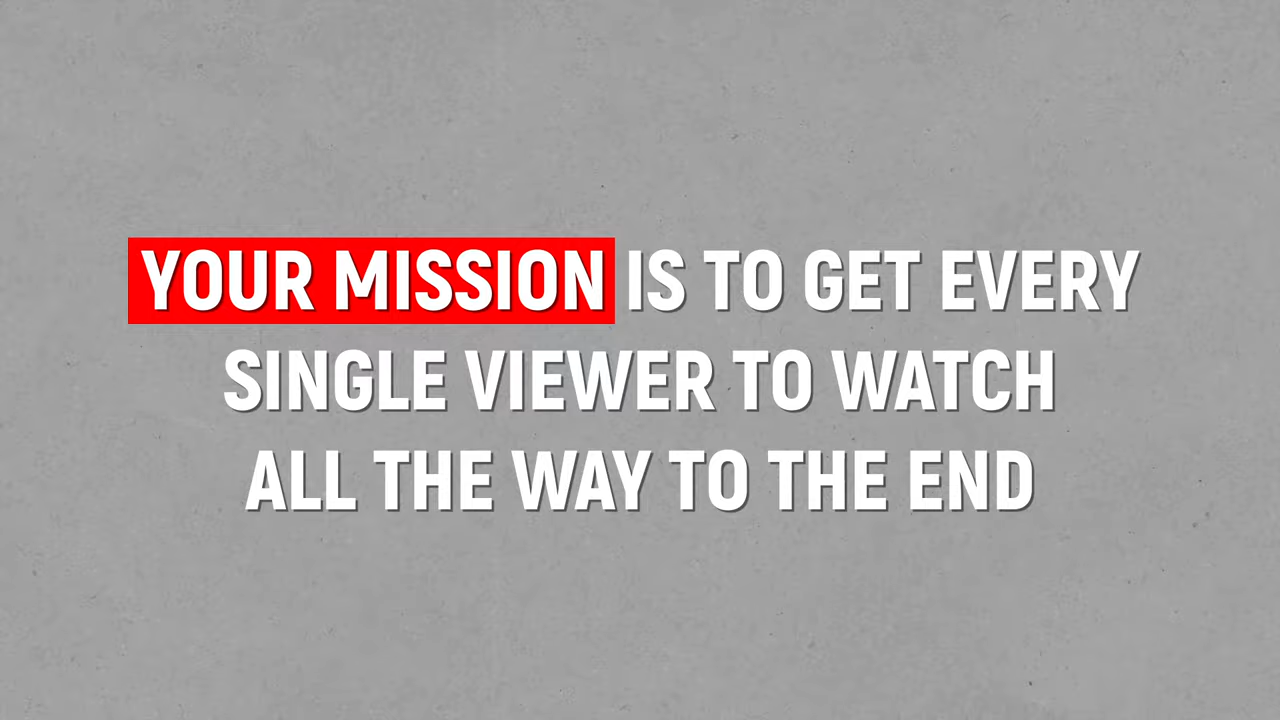 YOUR MISSION IS TO GET EVERY
SINGLE VIEWER TO WATCH
ALL THE WAY TO THE END